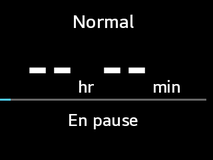 Normal
-- hr -- min
En pause